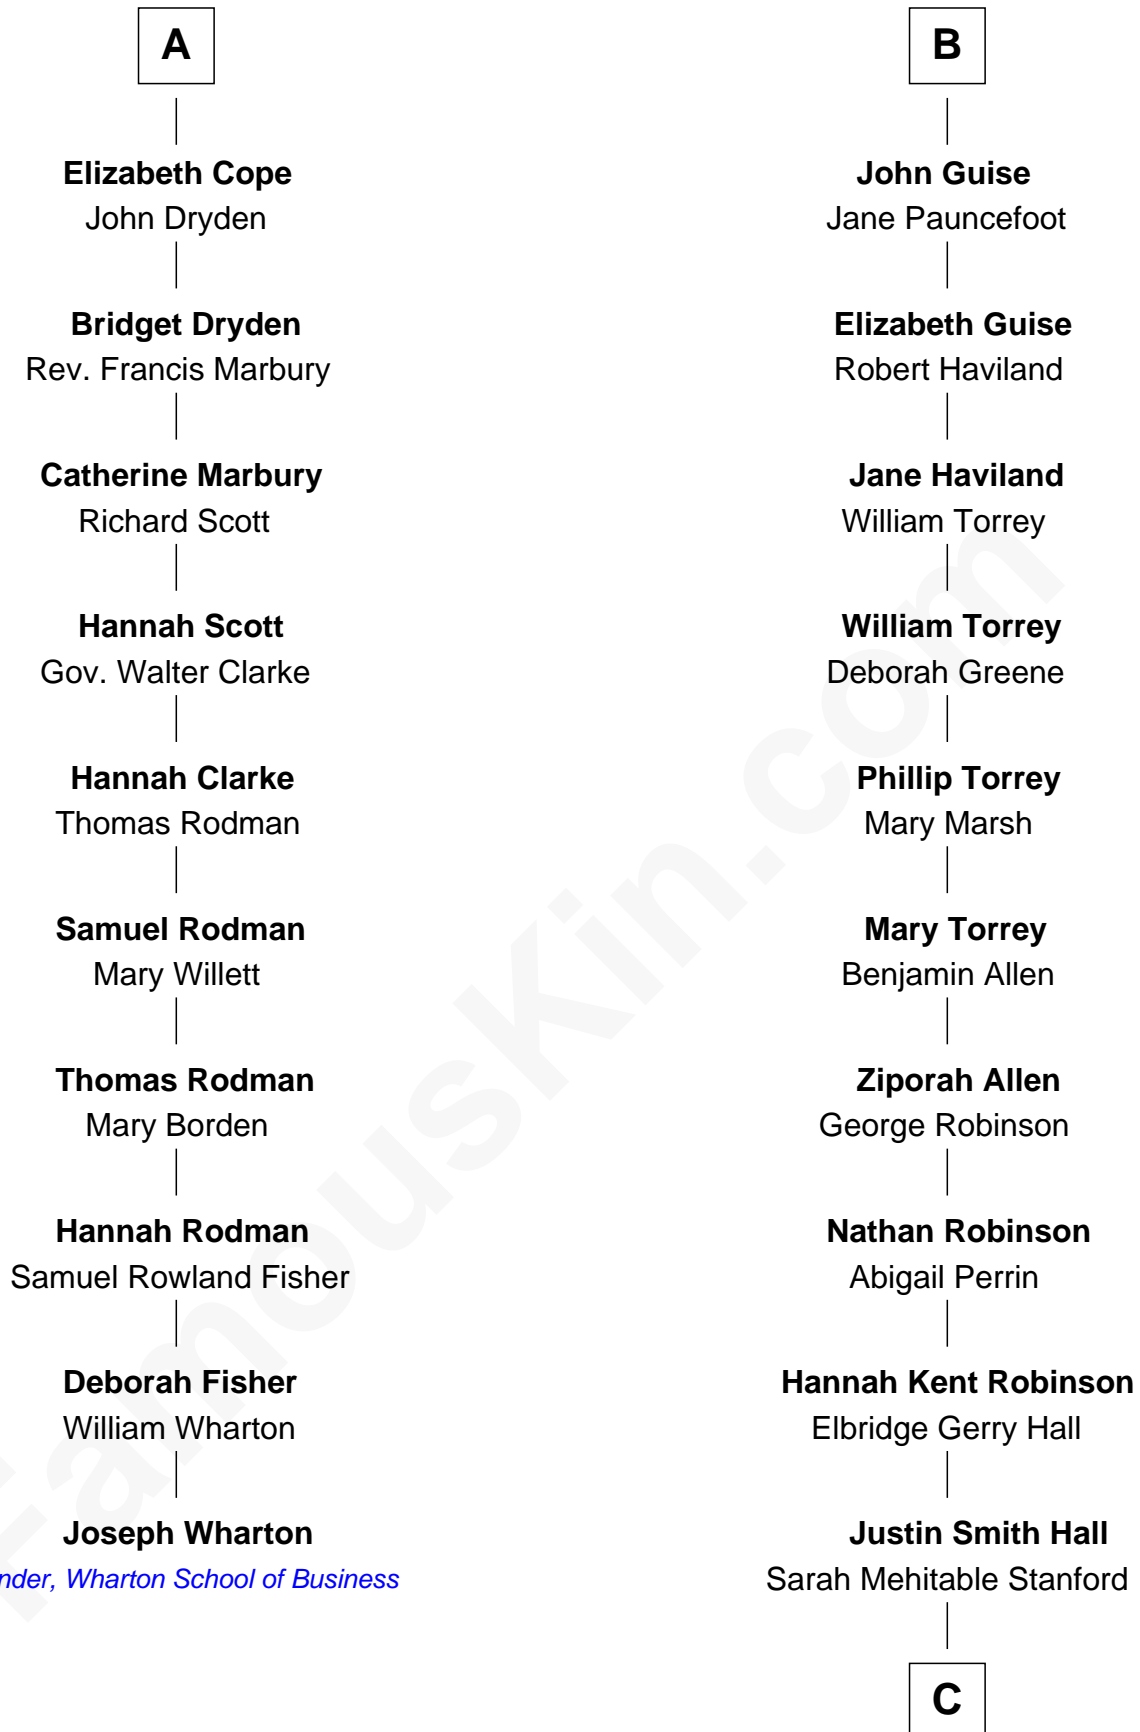 A
Elizabeth Cope
John Dryden
Bridget Dryden
Rev. Francis Marbury
Catherine Marbury
Richard Scott
Hannah Scott
Gov. Walter Clarke
Hannah Clarke
Thomas Rodman
Samuel Rodman
Mary Willett
Thomas Rodman
Mary Borden
Hannah Rodman
Samuel Rowland Fisher
Deborah Fisher
William Wharton
Joseph Wharton
nder, Wharton School of Business
B
John Guise
Jane Pauncefoot
Elizabeth Guise
Robert Haviland
Jane Haviland
William Torrey
William Torrey
Deborah Greene
Phillip Torrey
Mary Marsh
Mary Torrey
Benjamin Allen
Ziporah Allen
George Robinson
Nathan Robinson
Abigail Perrin
Hannah Kent Robinson
Elbridge Gerry Hall
Justin Smith Hall
Sarah Mehitable Stanford
C
FamousKin.com